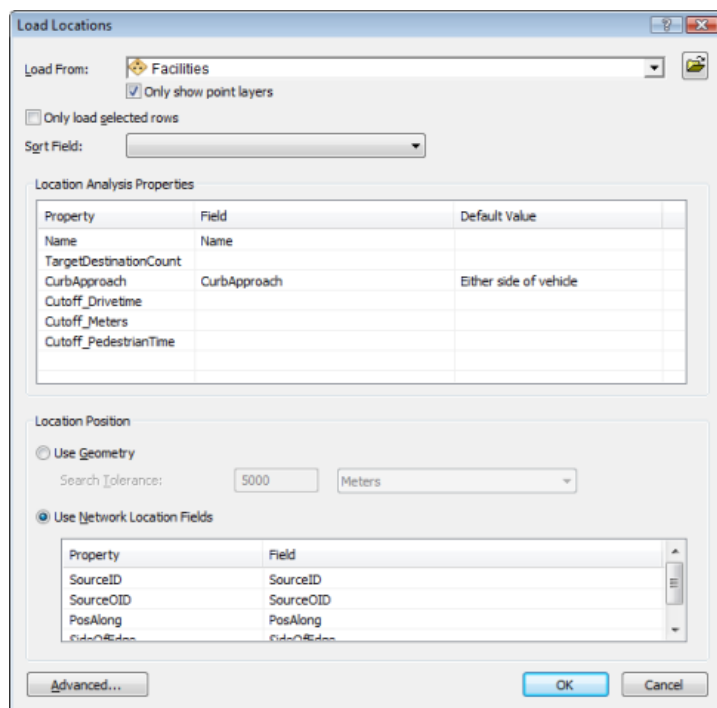 Load Locations
Load From: Facilities
Only show point layers
Only load selected rows
Sort Field:
Location Analysis Properties
Property Field Default Value
Name Name
TargetDestinationCount
CurbApproach CurbApproach Either side of vehicle
Cutoff_Drivetime
Cutoff_Meters
Cutoff_PedestrianTime
Location Position
Use Geometry
Search Tolerance: 5000 Meters
Use Network Location Fields
Property Field
SourceID SourceID
SourceOID SourceOID
PosAlong PosAlong
SideOfEdge SideOfEdge
Advanced... OK Cancel